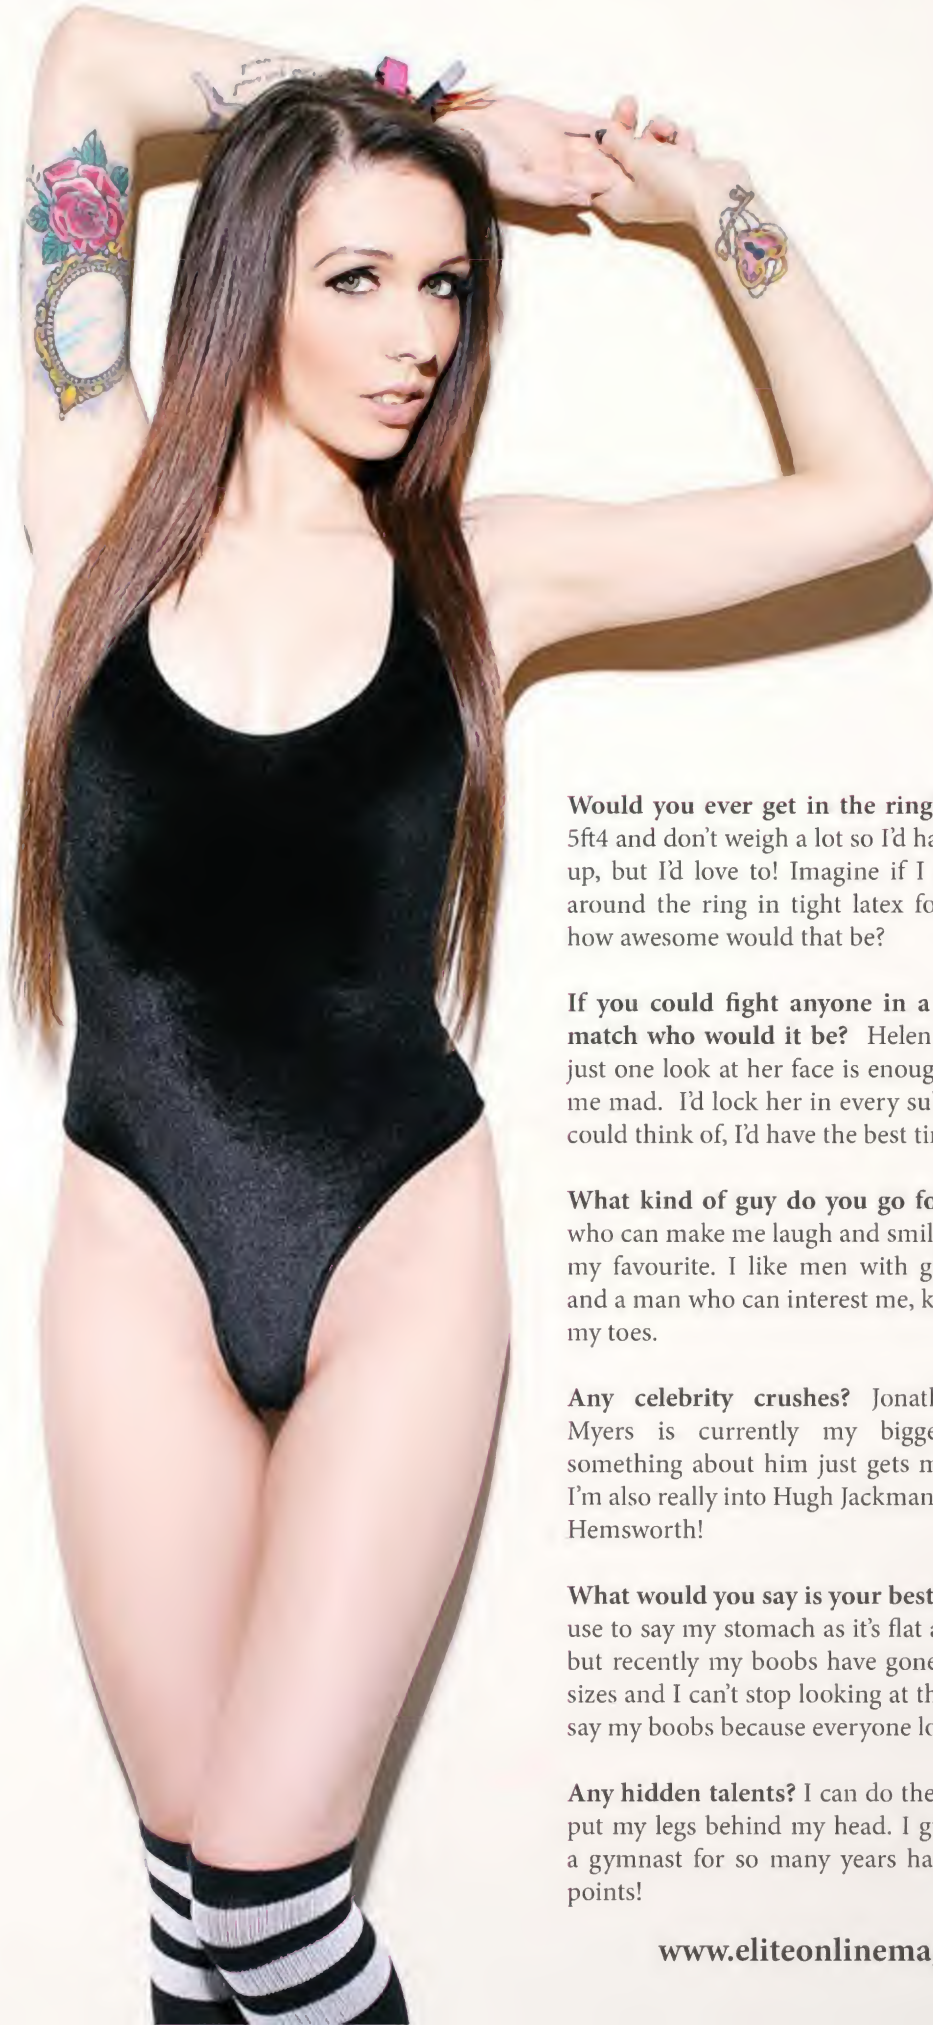 Would you ever get in the ring
5ft4 and don't weigh a lot so I'd ha
up, but I'd love to! Imagine if I
around the ring in tight latex fo
how awesome would that be?
If you could fight anyone in a
match who would it be? Helen
just one look at her face is enoug
me mad. I'd lock her in every su
could think of, I'd have the best tir
What kind of guy do you go fo
who can make me laugh and smil
my favourite. I like men with g
and a man who can interest me, k
my toes.
Any celebrity crushes? Jonatl
Myers is currently my bigge
something about him just gets m
I'm also really into Hugh Jackman
Hemsworth!
What would you say is your best
use to say my stomach as it's flat a
but recently my boobs have gone
sizes and I can't stop looking at th
say my boobs because everyone lo
Any hidden talents? I can do the
put my legs behind my head. I g
a gymnast for so many years ha
points!
www.eliteonlinema